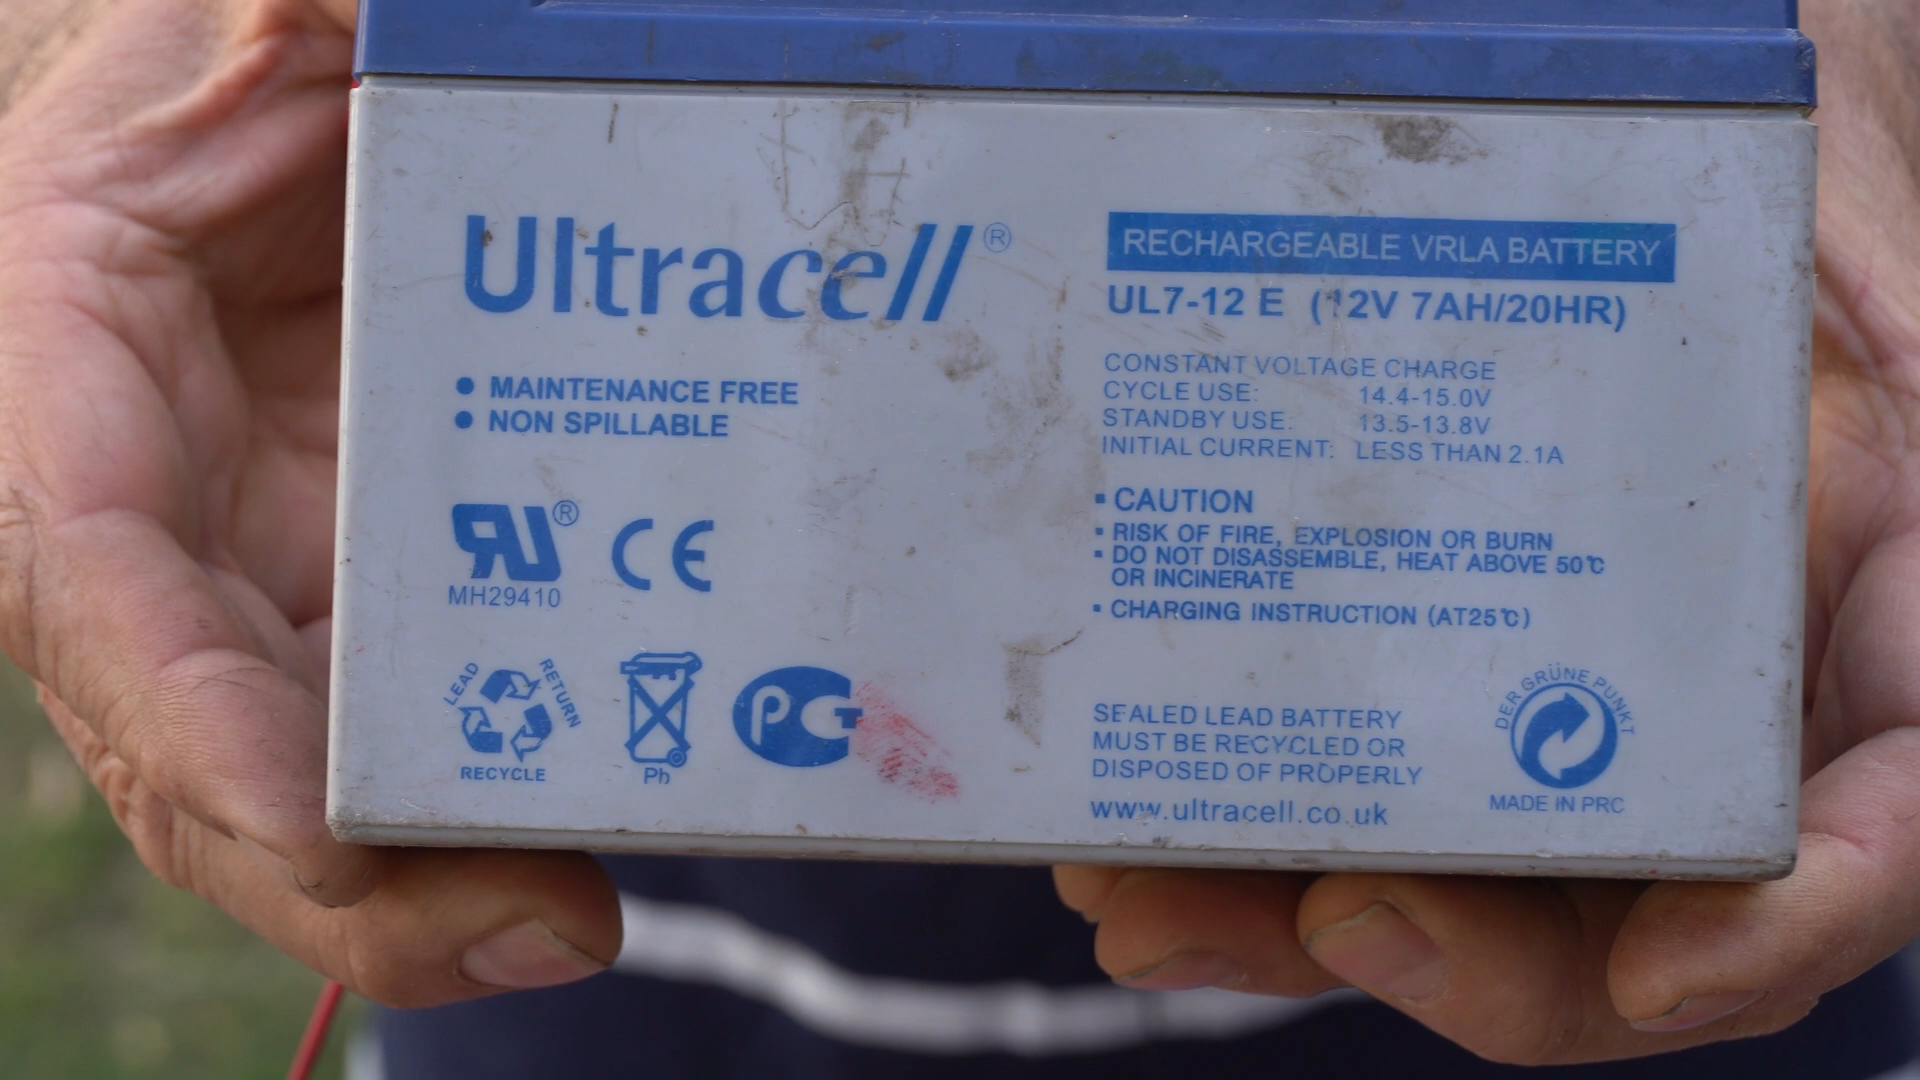 Ultracell®
• MAINTENANCE FREE
• NON SPILLABLE
RU®
MH29410
CE
LEAD RETURN
RECYCLE
Pb
PCT
RECHARGEABLE VRLA BATTERY
UL7-12 E (12V 7AH/20HR)
CONSTANT VOLTAGE CHARGE
CYCLE USE: 14.4-15.0V
STANDBY USE: 13.5-13.8V
INITIAL CURRENT: LESS THAN 2.1A
▪ CAUTION
▪ RISK OF FIRE, EXPLOSION OR BURN
▪ DO NOT DISASSEMBLE, HEAT ABOVE 50℃
OR INCINERATE
▪ CHARGING INSTRUCTION (AT25℃)
SEALED LEAD BATTERY
MUST BE RECYCLED OR
DISPOSED OF PROPERLY
www.ultracell.co.uk
DER GRÜNE PUNKT
MADE IN PRC